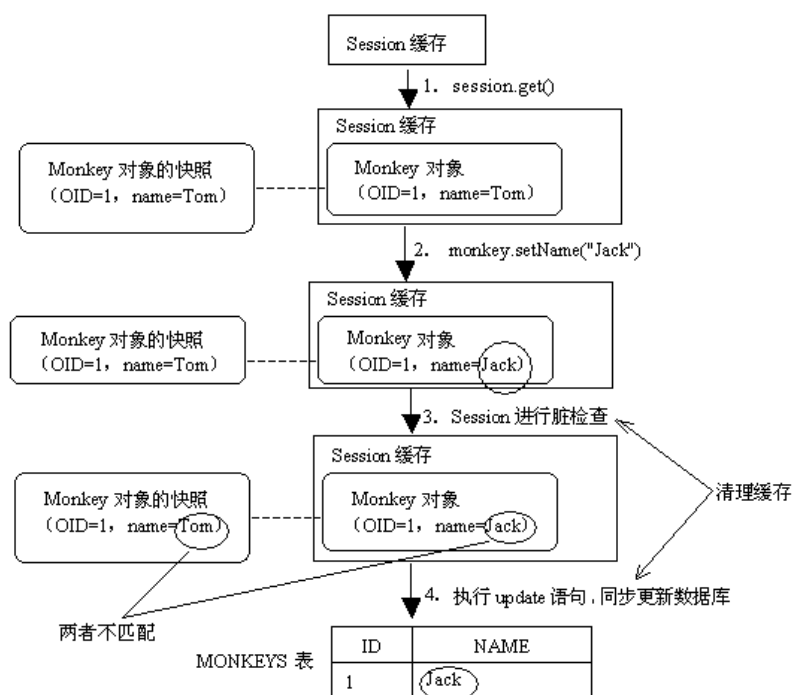 Session 缓存
1. session.get()
Session 缓存
Monkey 对象的快照
(OID=1，name=Tom)
Monkey 对象
(OID=1，name=Tom)
2. monkey.setName("Jack")
Session 缓存
Monkey 对象的快照
(OID=1，name=Tom)
Monkey 对象
(OID=1，name=Jack)
3. Session 进行脏检查
Session 缓存
Monkey 对象的快照
(OID=1，name=Tom)
Monkey 对象
(OID=1，name=Jack)
清理缓存
4. 执行 update 语句，同步更新数据库
两者不匹配
MONKEYS 表
ID NAME
1 Jack